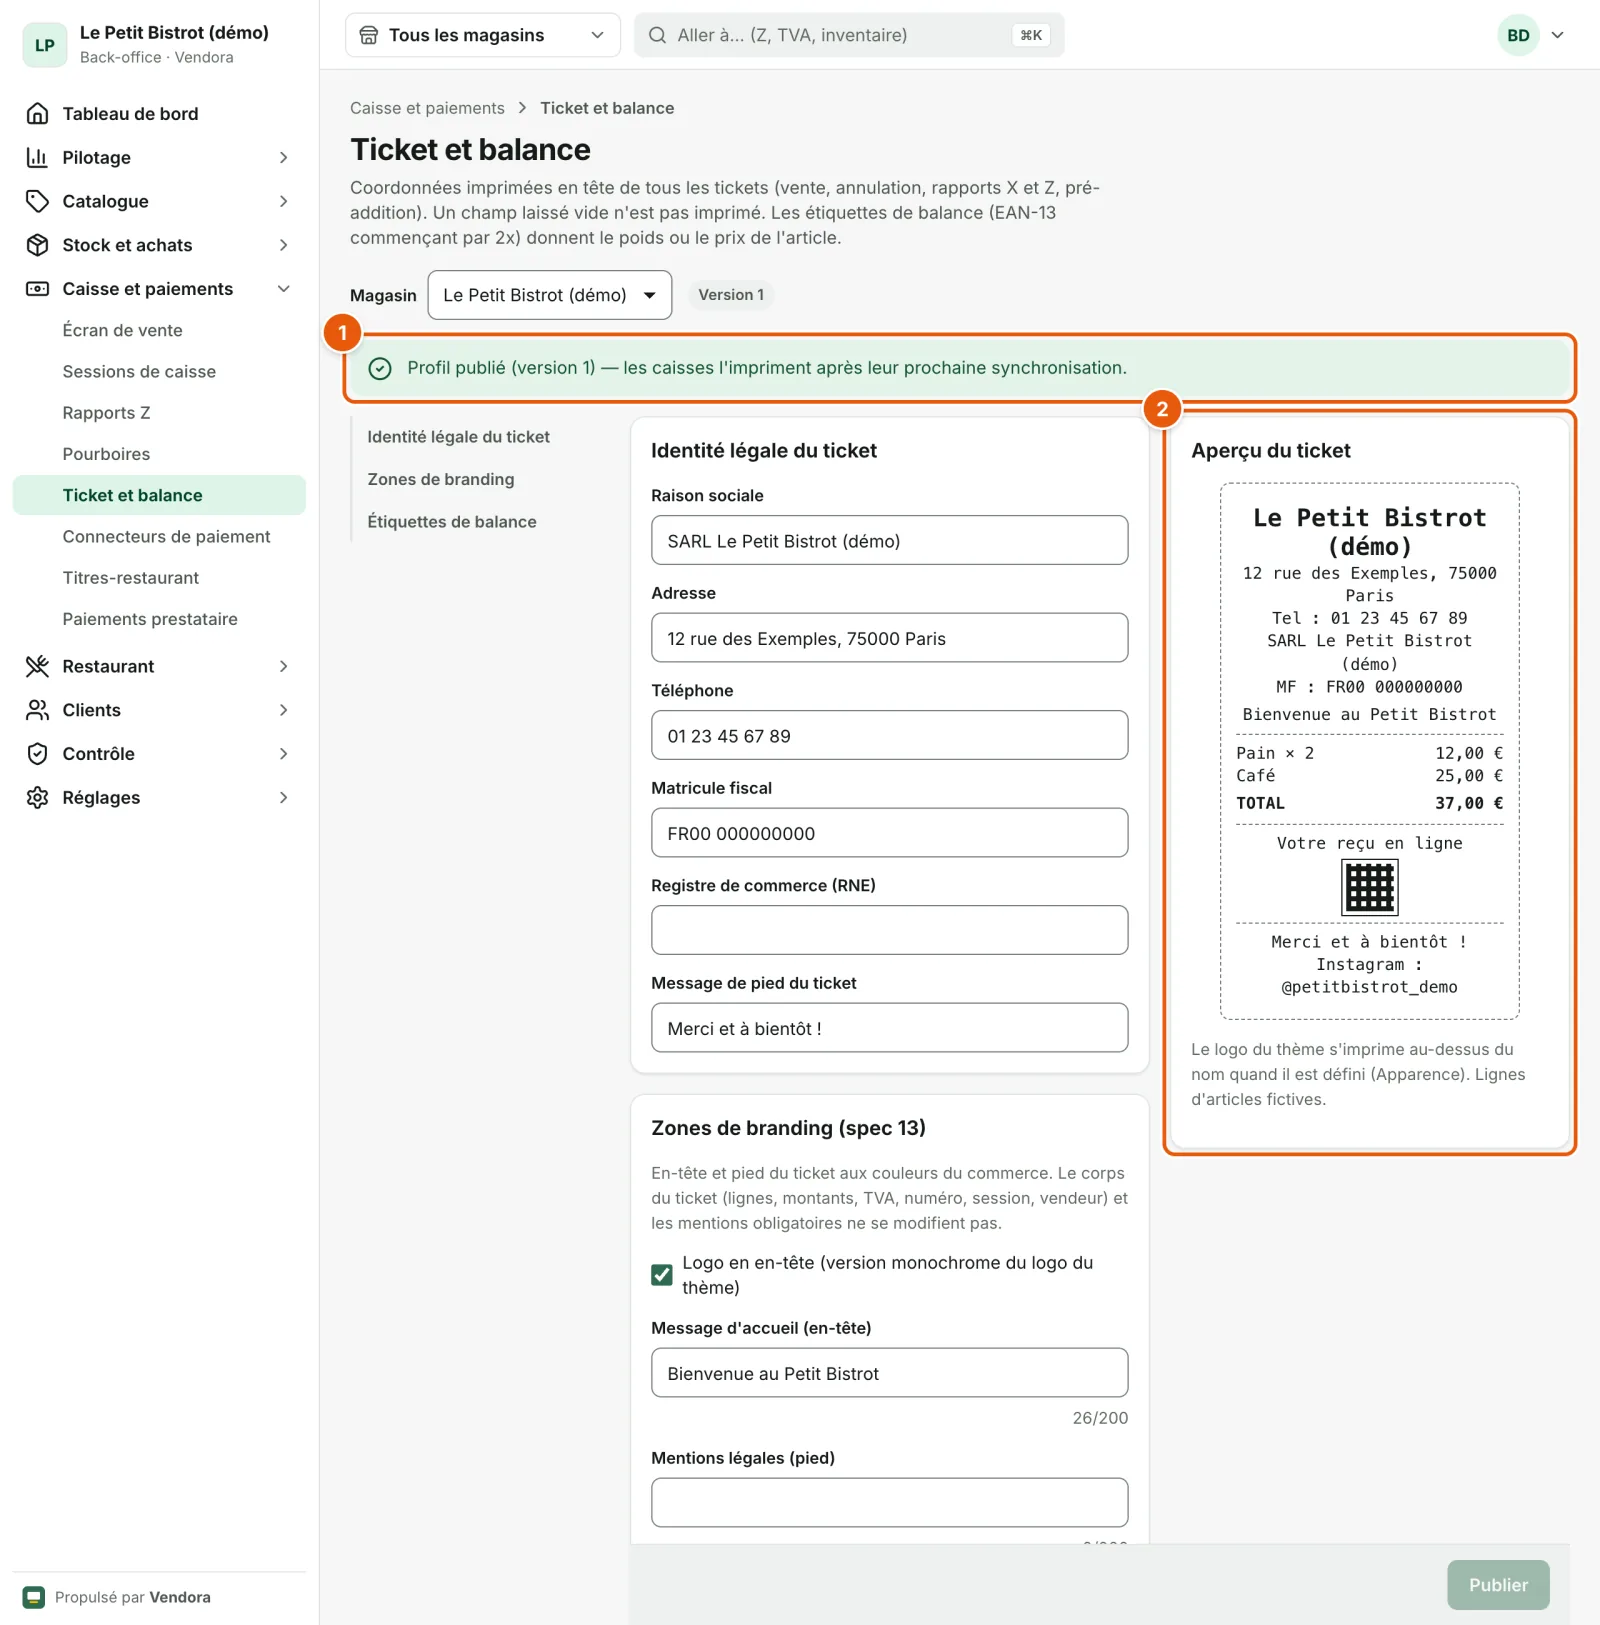 LP
Le Petit Bistrot (démo)
Back-office · Vendora
Tous les magasins
Aller à... (Z, TVA, inventaire)
⌘K
BD
Tableau de bord
Pilotage
Catalogue
Stock et achats
Caisse et paiements
Écran de vente
Sessions de caisse
Rapports Z
Pourboires
Ticket et balance
Connecteurs de paiement
Titres-restaurant
Paiements prestataire
Restaurant
Clients
Contrôle
Réglages
Propulsé par Vendora
Caisse et paiements > Ticket et balance
Ticket et balance
Coordonnées imprimées en tête de tous les tickets (vente, annulation, rapports X et Z, pré-
addition). Un champ laissé vide n'est pas imprimé. Les étiquettes de balance (EAN-13
commençant par 2x) donnent le poids ou le prix de l'article.
Magasin
Le Petit Bistrot (démo)
Version 1
1
Profil publié (version 1) — les caisses l'impriment après leur prochaine synchronisation.
Identité légale du ticket
Zones de branding
Étiquettes de balance
Identité légale du ticket
Raison sociale
SARL Le Petit Bistrot (démo)
Adresse
12 rue des Exemples, 75000 Paris
Téléphone
01 23 45 67 89
Matricule fiscal
FR00 000000000
Registre de commerce (RNE)
Message de pied du ticket
Merci et à bientôt !
Zones de branding (spec 13)
En-tête et pied du ticket aux couleurs du commerce. Le corps
du ticket (lignes, montants, TVA, numéro, session, vendeur) et
les mentions obligatoires ne se modifient pas.
Logo en en-tête (version monochrome du logo du
thème)
Message d'accueil (en-tête)
Bienvenue au Petit Bistrot
26/200
Mentions légales (pied)
2
Aperçu du ticket
Le Petit Bistrot
(démo)
12 rue des Exemples, 75000
Paris
Tel : 01 23 45 67 89
SARL Le Petit Bistrot
(démo)
MF : FR00 000000000
Bienvenue au Petit Bistrot
Pain × 2 12,00 €
Café 25,00 €
TOTAL 37,00 €
Votre reçu en ligne
Merci et à bientôt !
Instagram :
@petitbistrot_demo
Le logo du thème s'imprime au-dessus du
nom quand il est défini (Apparence). Lignes
d'articles fictives.
Publier